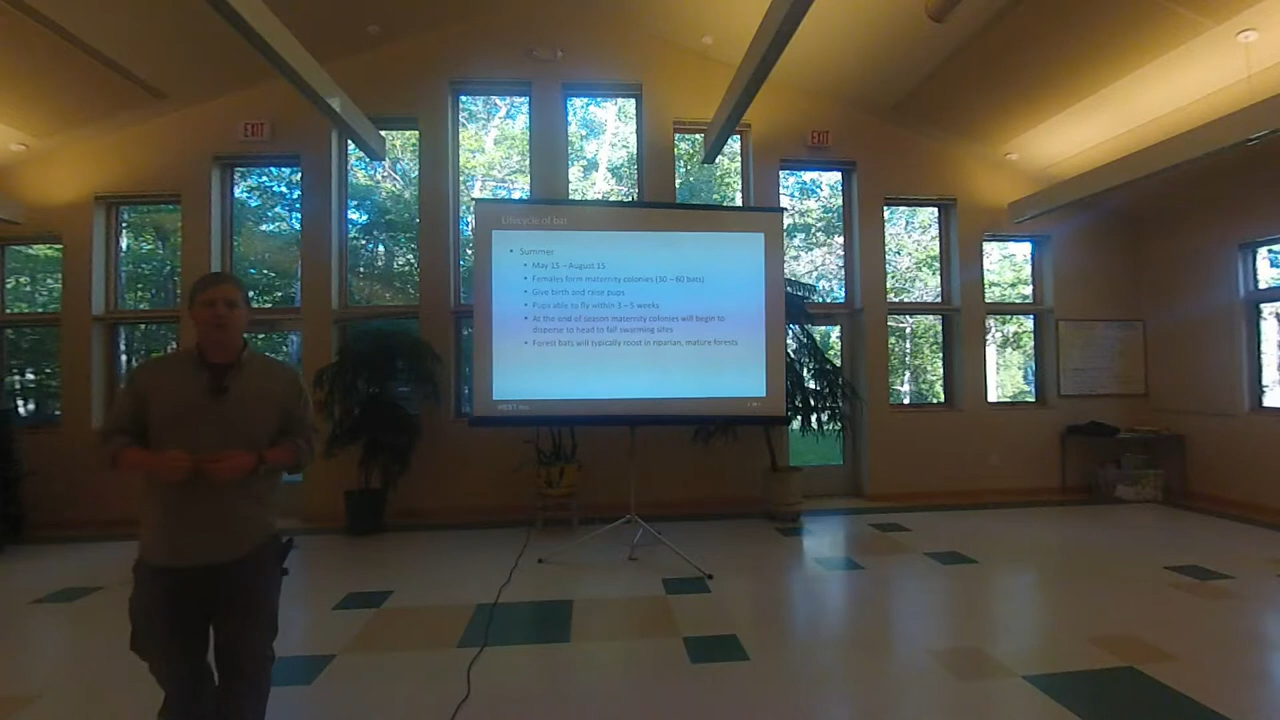 EXIT
EXIT
Lifecycle of bat
• Summer
• May 15 – August 15
• Females form maternity colonies (30 – 60 bats)
• Give birth and raise pups
• Pups able to fly within 3 – 5 weeks
• At the end of season maternity colonies will begin to
disperse to head to fall swarming sites
• Forest bats will typically roost in riparian, mature forests